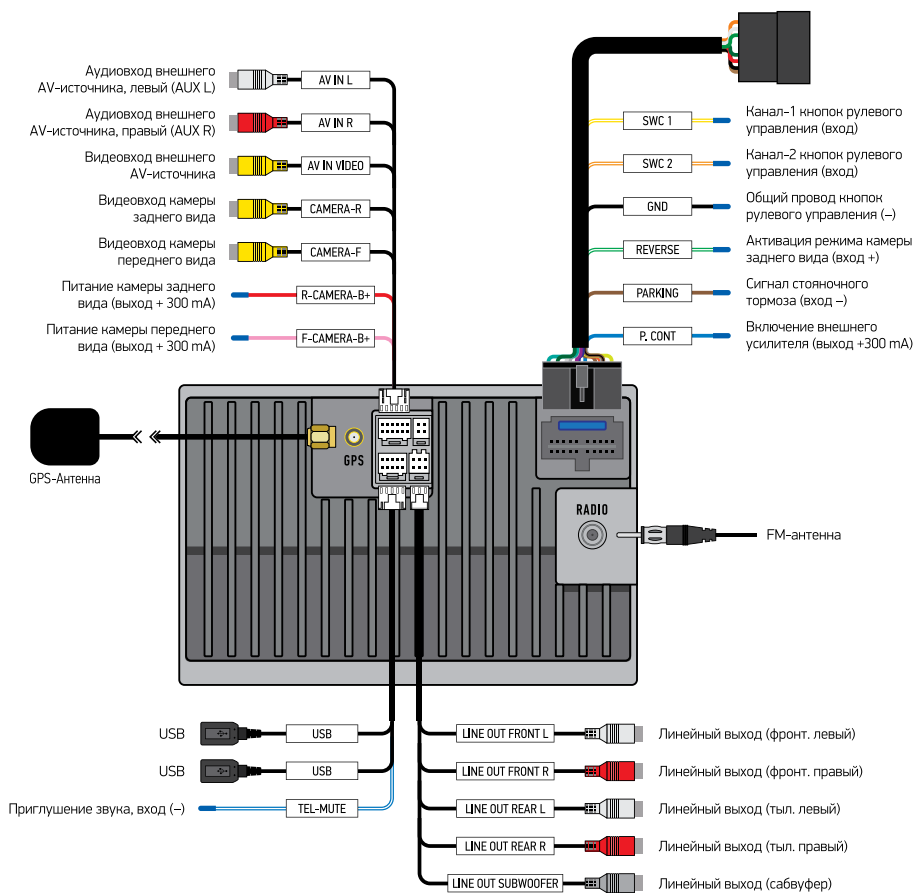 Аудиовход внешнего
AV-источника, левый (AUX L)
AV IN L
Аудиовход внешнего
AV-источника, правый (AUX R)
AV IN R
Видеовход внешнего
AV-источника
AV IN VIDEO
Видеовход камеры
заднего вида
CAMERA-R
Видеовход камеры
переднего вида
CAMERA-F
Питание камеры заднего
вида (выход + 300 mA)
R-CAMERA-B+
Питание камеры переднего
вида (выход + 300 mA)
F-CAMERA-B+
SWC 1
Канал-1 кнопок рулевого
управления (вход)
SWC 2
Канал-2 кнопок рулевого
управления (вход)
GND
Общий провод кнопок
рулевого управления (–)
REVERSE
Активация режима камеры
заднего вида (вход +)
PARKING
Сигнал стояночного
тормоза (вход –)
P. CONT
Включение внешнего
усилителя (выход +300 mA)
GPS-Антенна
GPS
RADIO
FM-антенна
USB
USB
USB
USB
Приглушение звука, вход (–)
TEL-MUTE
LINE OUT FRONT L
Линейный выход (фронт. левый)
LINE OUT FRONT R
Линейный выход (фронт. правый)
LINE OUT REAR L
Линейный выход (тыл. левый)
LINE OUT REAR R
Линейный выход (тыл. правый)
LINE OUT SUBWOOFER
Линейный выход (сабвуфер)